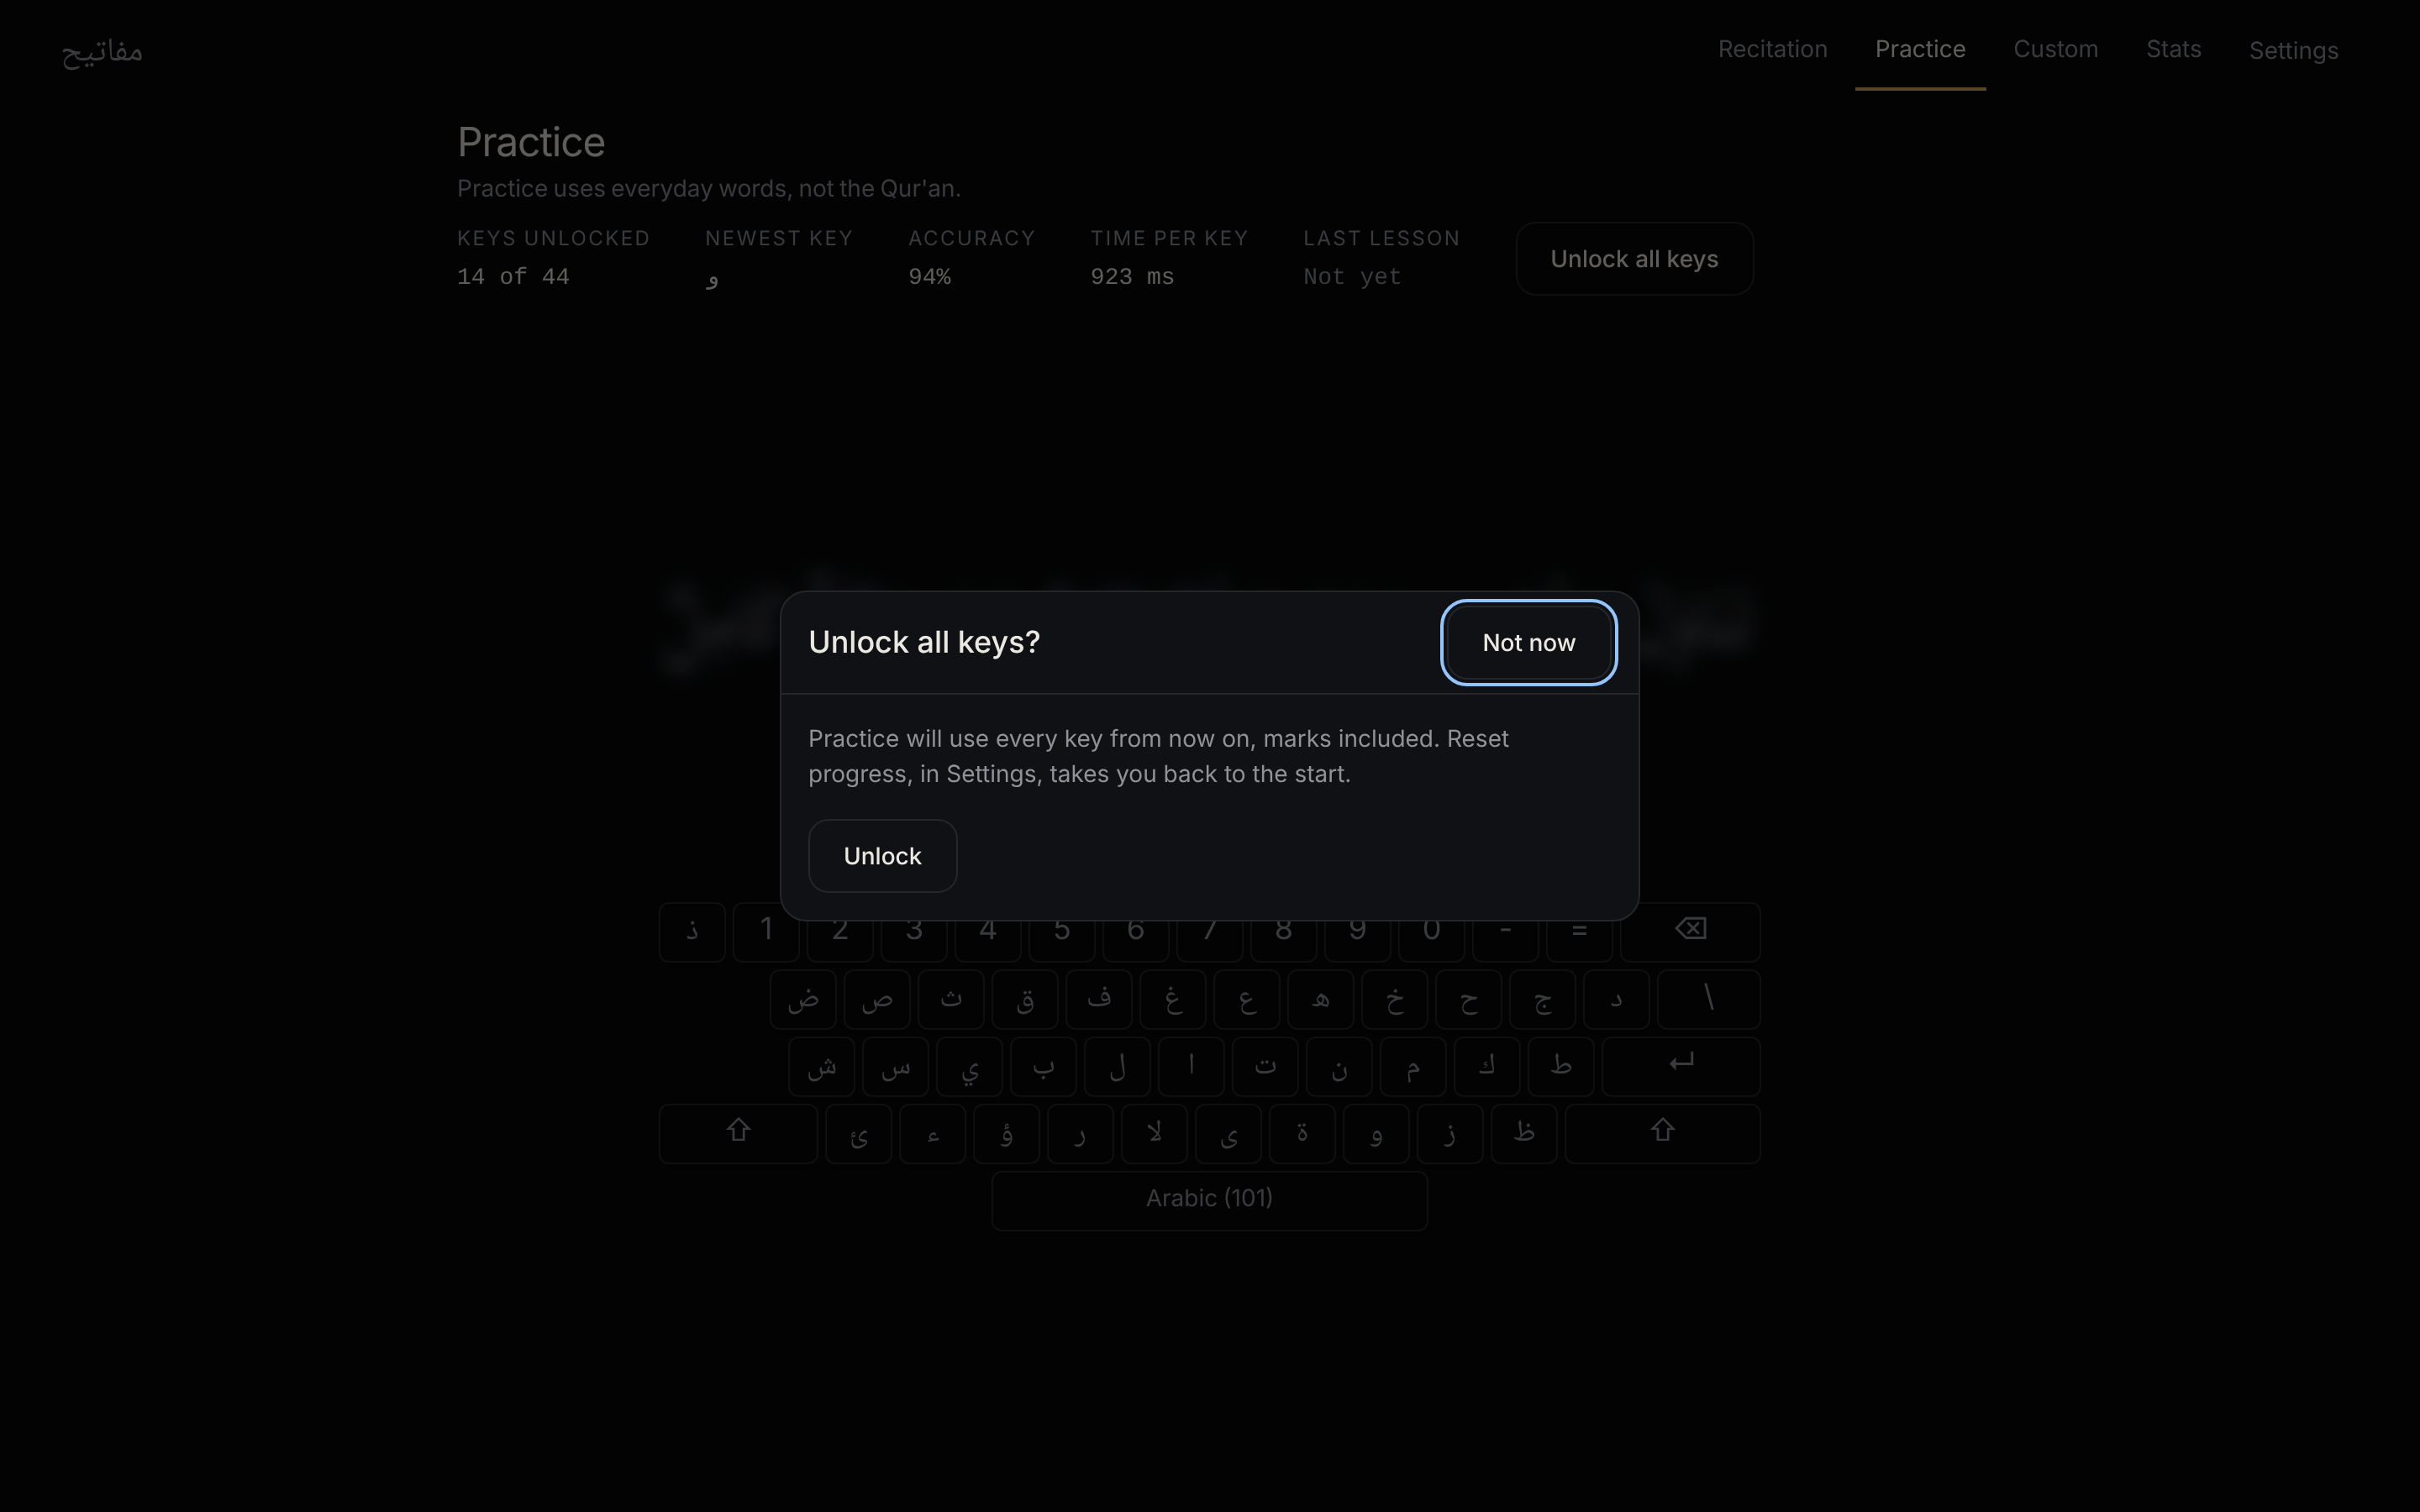 مفاتيح
Recitation Practice Custom Stats Settings
Practice
Practice uses everyday words, not the Qur'an.
KEYS UNLOCKED NEWEST KEY ACCURACY TIME PER KEY LAST LESSON
14 of 44 و 94% 923 ms Not yet
Unlock all keys
Unlock all keys?
Not now
Practice will use every key from now on, marks included. Reset
progress, in Settings, takes you back to the start.
Unlock
ذ 1 2 3 4 5 6 7 8 9 0 - =
ض ص ث ق ف غ ع ه خ ح ج د \
ش س ي ب ل ا ت ن م ك ط
ئ ء ؤ ر لا ى ة و ز ظ
Arabic (101)